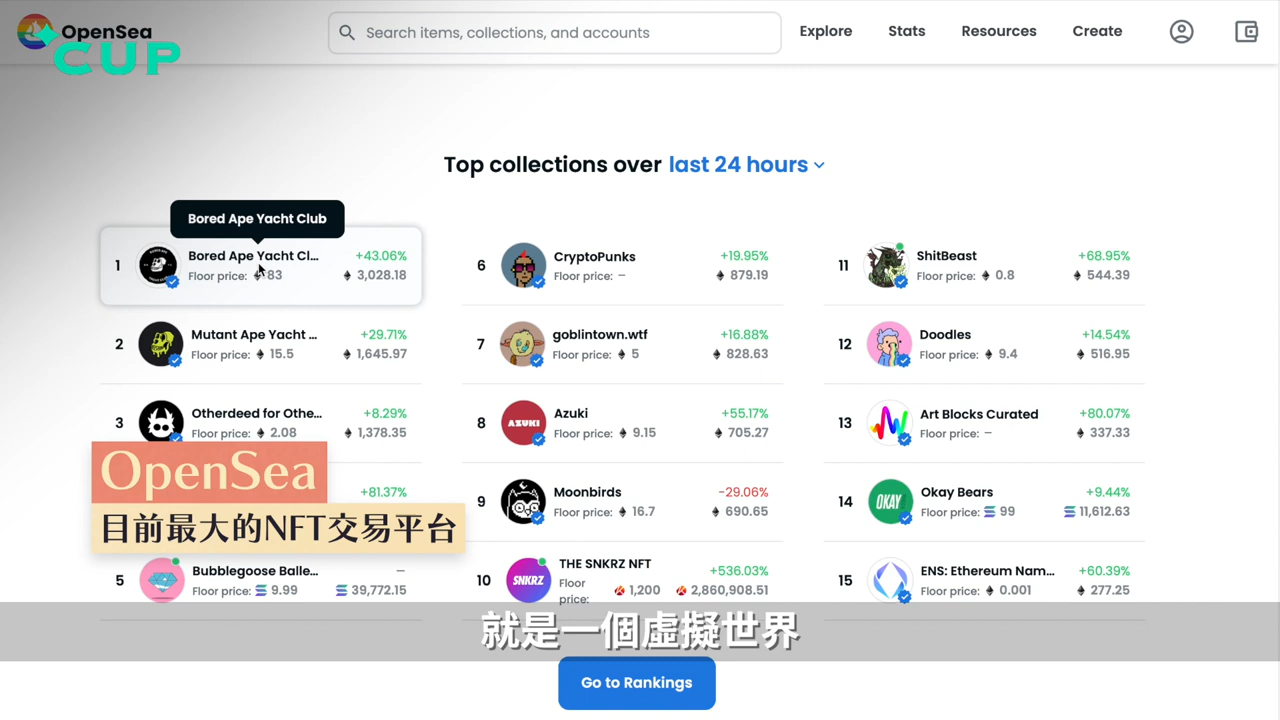 OpenSea
CUP
Search items, collections, and accounts
Explore
Stats
Resources
Create
Top collections over last 24 hours
Bored Ape Yacht Club
1
Bored Ape Yacht Cl...
+43.06%
Floor price: 83
3,028.18
2
Mutant Ape Yacht ...
+29.71%
Floor price: 15.5
1,645.97
3
Otherdeed for Othe...
+8.29%
Floor price: 2.08
1,378.35
OpenSea
+81.37%
目前最大的NFT交易平台
5
Bubblegoose Balle...
—
Floor price: 9.99
39,772.15
6
CryptoPunks
+19.95%
Floor price: —
879.19
7
goblintown.wtf
+16.88%
Floor price: 5
828.63
8
AZUKI
Azuki
+55.17%
Floor price: 9.15
705.27
9
Moonbirds
-29.06%
Floor price: 16.7
690.65
10
SNKRZ
THE SNKRZ NFT
+536.03%
Floor
price:
1,200
2,860,908.51
11
ShitBeast
+68.95%
Floor price: 0.8
544.39
12
Doodles
+14.54%
Floor price: 9.4
516.95
13
Art Blocks Curated
+80.07%
Floor price: —
337.33
14
OKAY
Okay Bears
+9.44%
Floor price: 99
11,612.63
15
ENS: Ethereum Nam...
+60.39%
Floor price: 0.001
277.25
就是一個虛擬世界
Go to Rankings